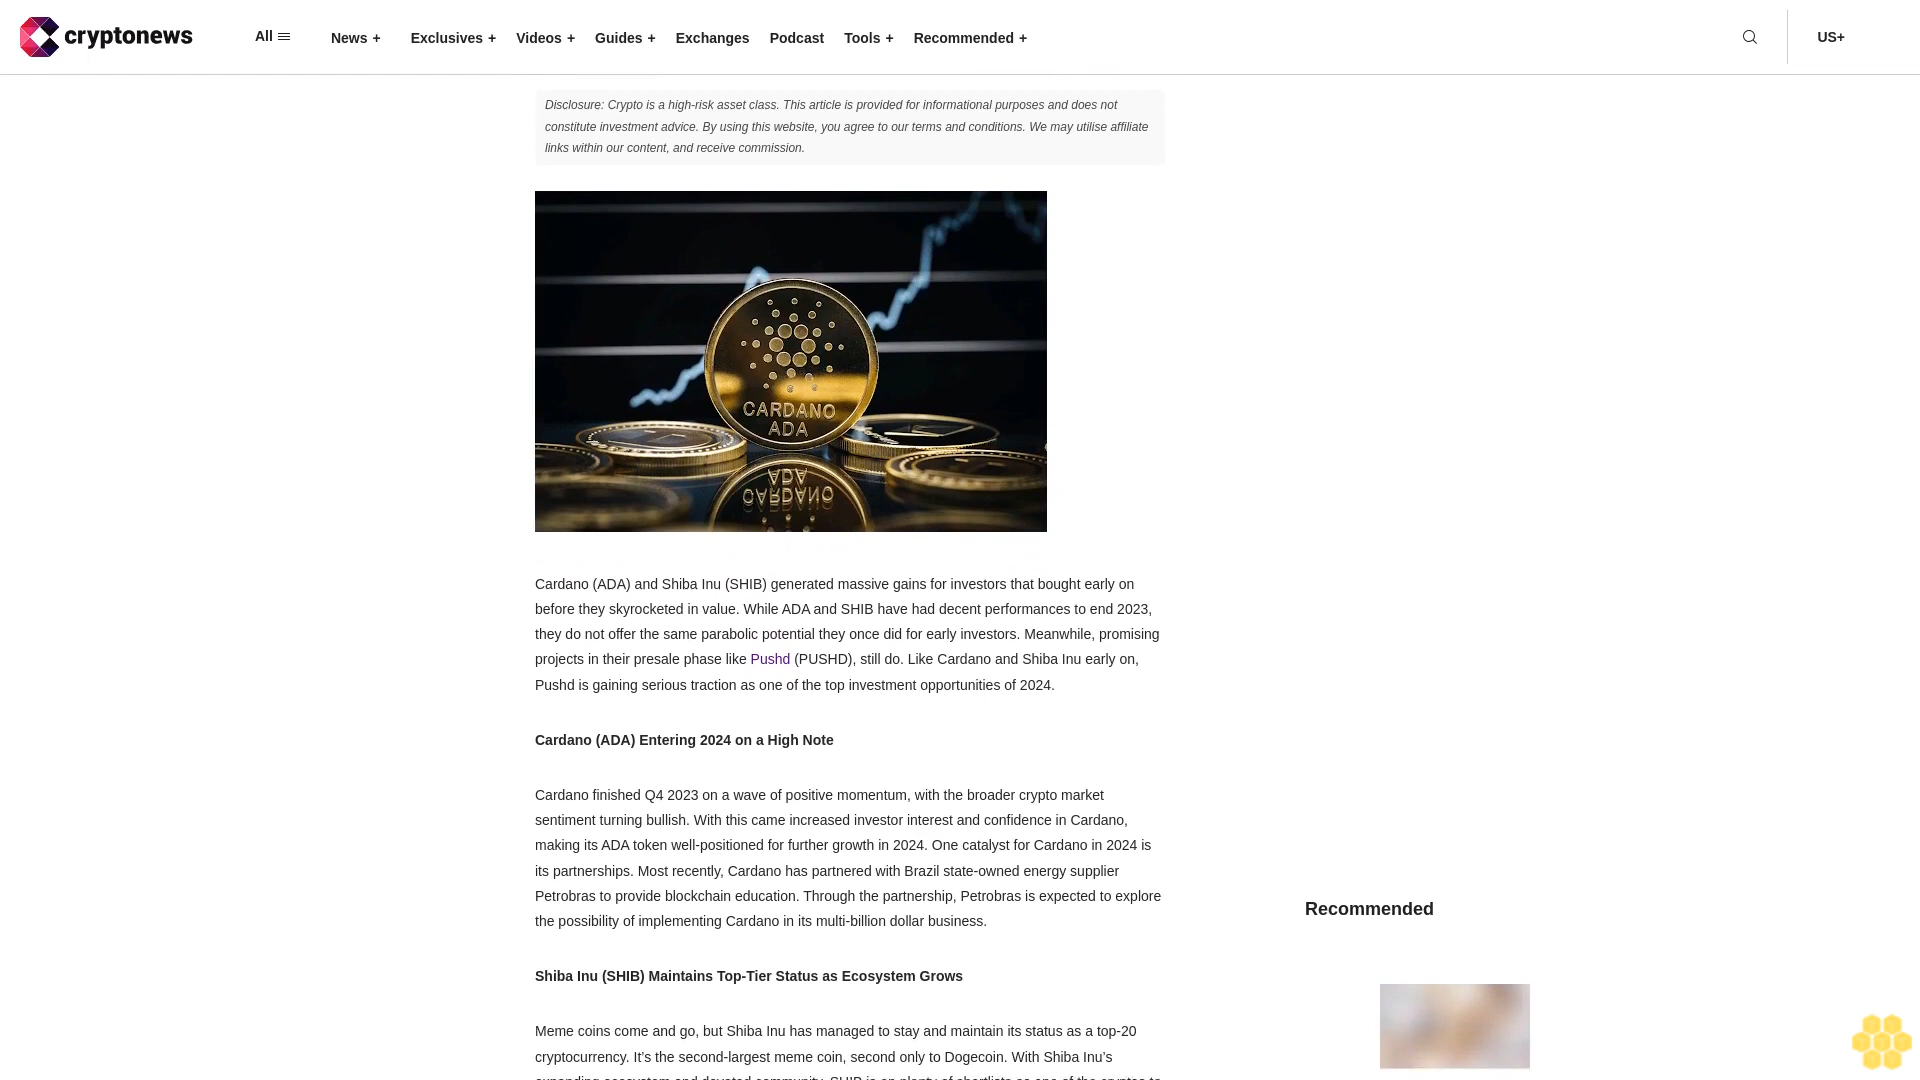 cryptonews
All
News +
Exclusives +
Videos +
Guides +
Exchanges
Podcast
Tools +
Recommended +
US+
Disclosure: Crypto is a high-risk asset class. This article is provided for informational purposes and does not
constitute investment advice. By using this website, you agree to our terms and conditions. We may utilise affiliate
links within our content, and receive commission.
CARDANO
ADA
ADA
CARDANO
Cardano (ADA) and Shiba Inu (SHIB) generated massive gains for investors that bought early on
before they skyrocketed in value. While ADA and SHIB have had decent performances to end 2023,
they do not offer the same parabolic potential they once did for early investors. Meanwhile, promising
projects in their presale phase like Pushd (PUSHD), still do. Like Cardano and Shiba Inu early on,
Pushd is gaining serious traction as one of the top investment opportunities of 2024.
Cardano (ADA) Entering 2024 on a High Note
Cardano finished Q4 2023 on a wave of positive momentum, with the broader crypto market
sentiment turning bullish. With this came increased investor interest and confidence in Cardano,
making its ADA token well-positioned for further growth in 2024. One catalyst for Cardano in 2024 is
its partnerships. Most recently, Cardano has partnered with Brazil state-owned energy supplier
Petrobras to provide blockchain education. Through the partnership, Petrobras is expected to explore
the possibility of implementing Cardano in its multi-billion dollar business.
Recommended
Shiba Inu (SHIB) Maintains Top-Tier Status as Ecosystem Grows
Meme coins come and go, but Shiba Inu has managed to stay and maintain its status as a top-20
cryptocurrency. It’s the second-largest meme coin, second only to Dogecoin. With Shiba Inu’s